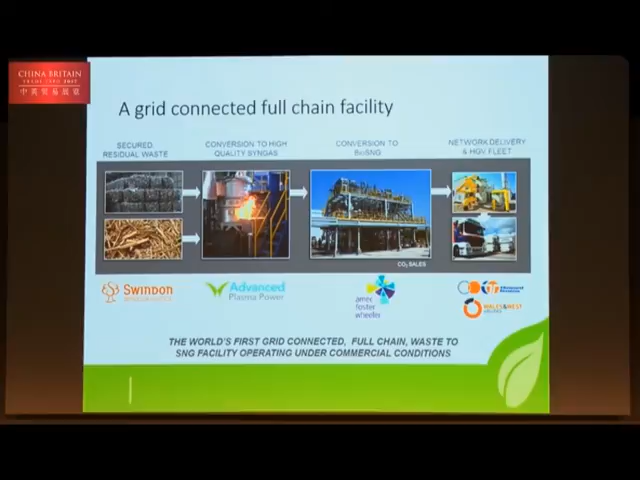 CHINA BRITAIN
中英贸易展览
A grid connected full chain facility
SECURED
RESIDUAL WASTE
CONVERSION TO HIGH
QUALITY SYNGAS
CONVERSION TO
BioSNG
NETWORK DELIVERY
& HGV FLEET
CO₂ SALES
Swindon
Advanced
Plasma Power
amec
foster
wheeler
WALES&WEST
THE WORLD'S FIRST GRID CONNECTED, FULL CHAIN, WASTE TO
SNG FACILITY OPERATING UNDER COMMERCIAL CONDITIONS